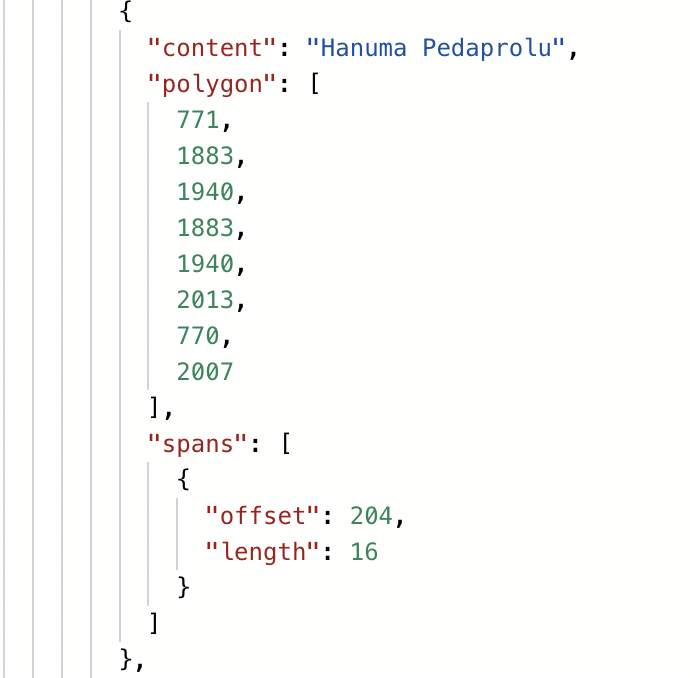 {
"content": "Hanuma Pedaprolu",
"polygon": [
771,
1883,
1940,
1883,
1940,
2013,
770,
2007
],
"spans": [
{
"offset": 204,
"length": 16
}
]
},